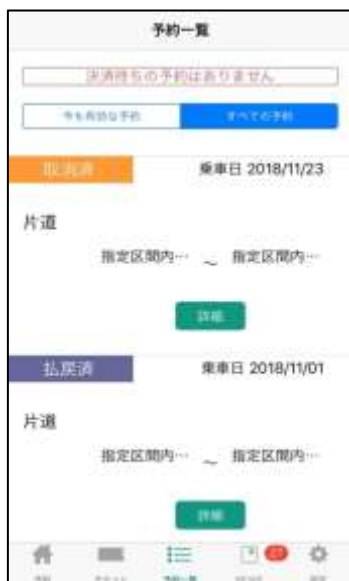 予約一覧
決済待ちの予約はありません
今も有効な予約 すべての予約
取消済 乗車日 2018/11/23
片道
指定区間内… ~ 指定区間内…
詳細
払戻済 乗車日 2018/11/01
片道
指定区間内… ~ 指定区間内…
詳細
予約一覧